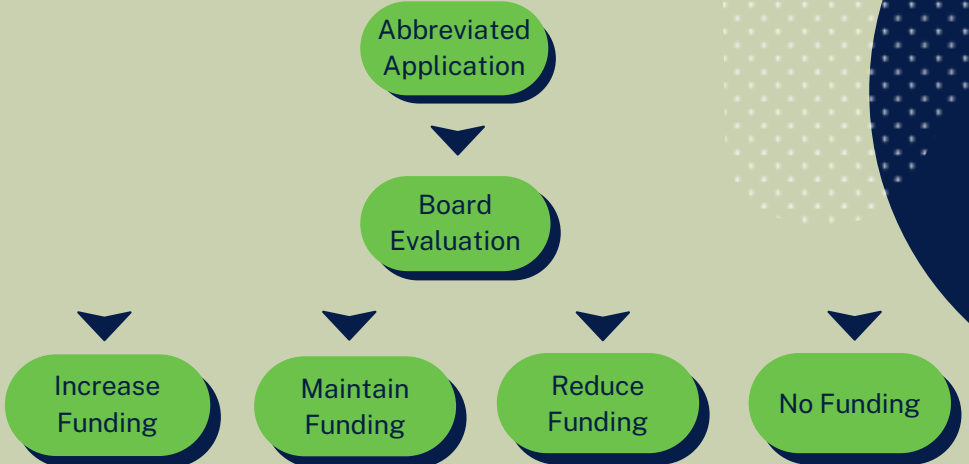 Abbreviated
Application
Board
Evaluation
Increase
Funding
Maintain
Funding
Reduce
Funding
No Funding